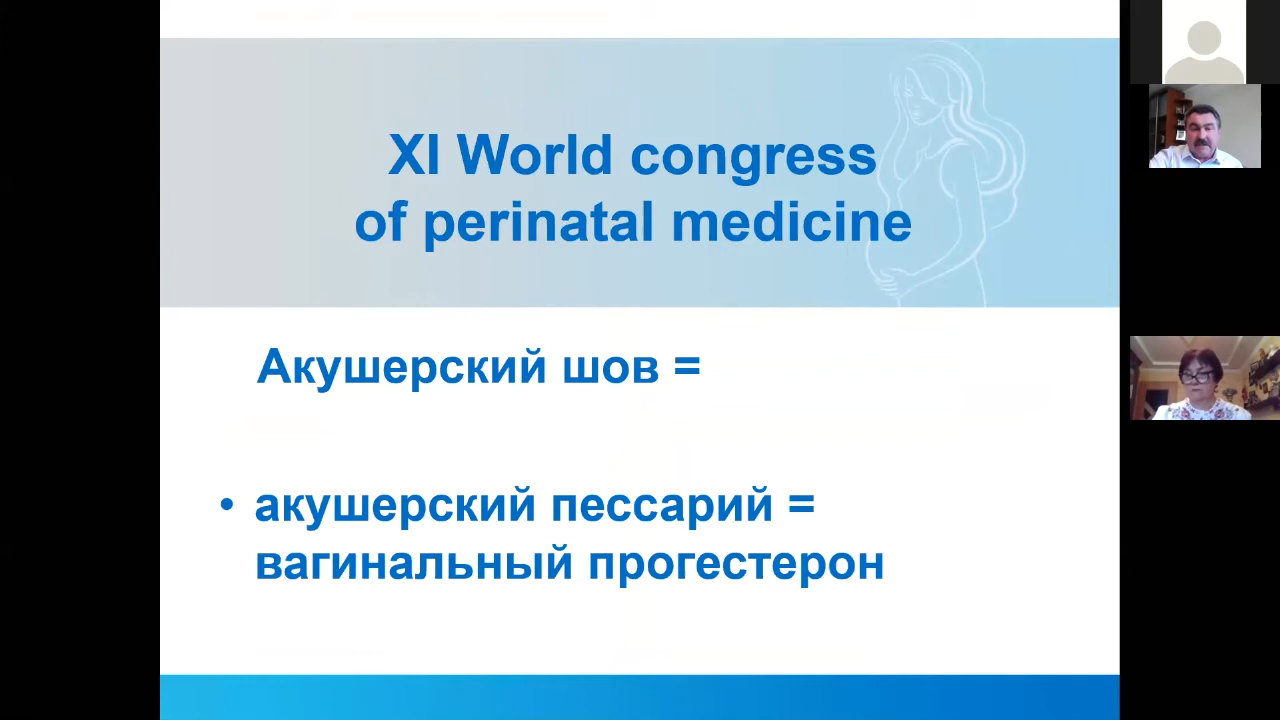 XI World congress
of perinatal medicine
Акушерский шов =
• акушерский пессарий =
вагинальный прогестерон